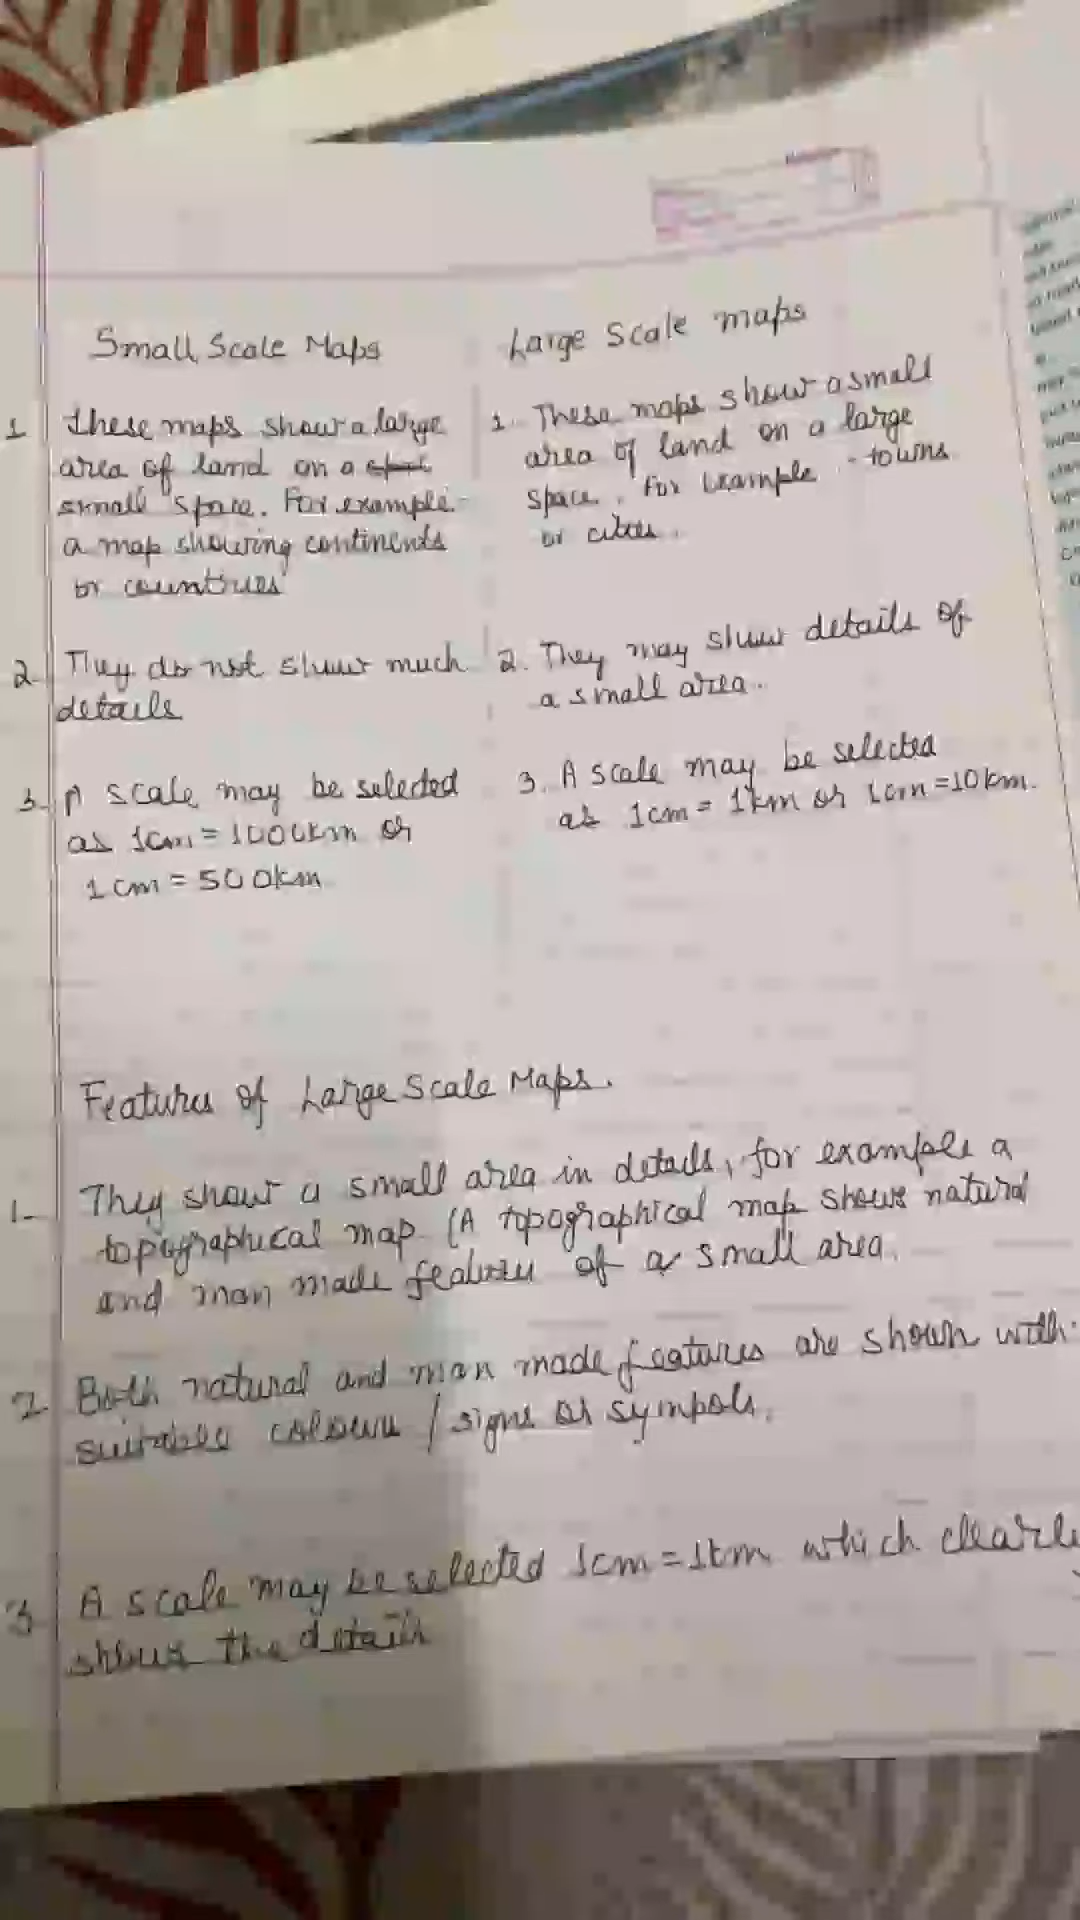 Small Scale Maps
1 these maps show a large
area of land on a
small space. For example -
a map showing continents
or countries
2 They do not show much
details
3. A scale may be selected
as 1cm = 100km or
1 cm = 500km
Large Scale maps
1. These maps show a small
area of land on a large
space. For example - towns
or cities.
2. They may show details of
a small area.
3. A scale may be selected
as 1cm = 1km or 1cm = 10km.
Features of Large Scale Maps.
1- They show a small area in details, for example a
topographical map. (A topographical map shows natural
and man made features of a small area.
2 Both natural and man made features are shown with
suitable colours / signs or symbols.
3 A scale may be selected 1cm = 1km which
shows the details